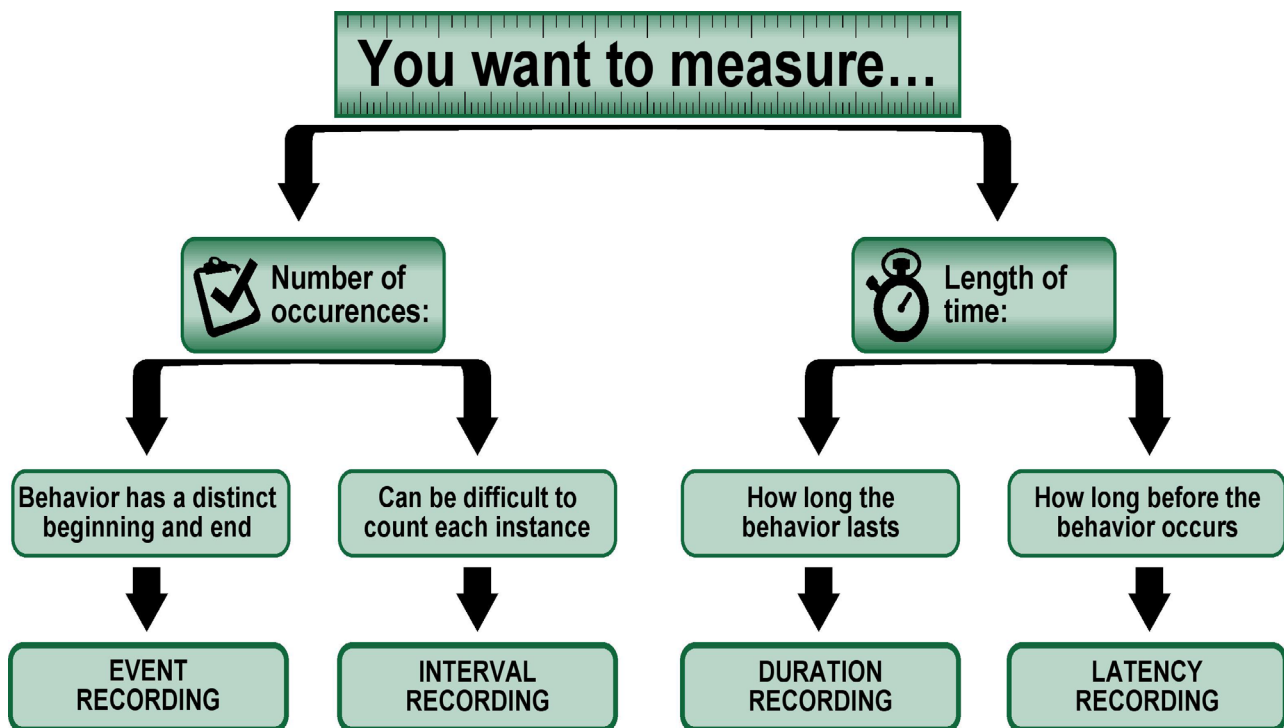 You want to measure...
Number of
occurences:
Length of
time:
Behavior has a distinct
beginning and end
Can be difficult to
count each instance
How long the
behavior lasts
How long before the
behavior occurs
EVENT
RECORDING
INTERVAL
RECORDING
DURATION
RECORDING
LATENCY
RECORDING